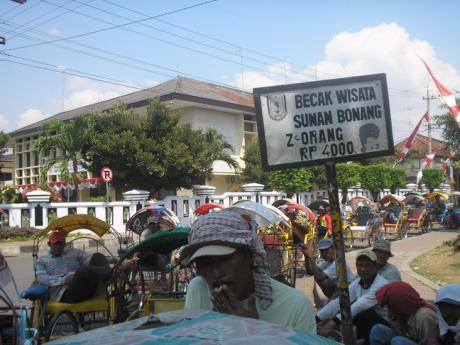 BECAK WISATA
SUNAN BONANG
2-ORANG
RP 4000